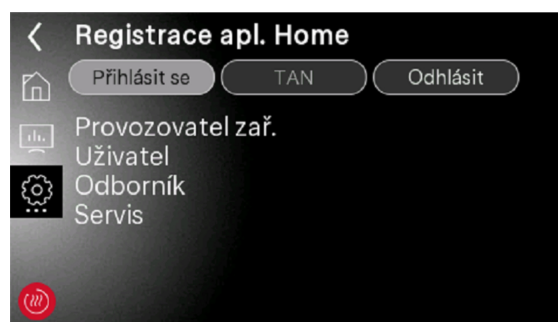 Registrace apl. Home
Přihlásit se TAN Odhlásit
Provozovatel zař.
Uživatel
Odborník
Servis